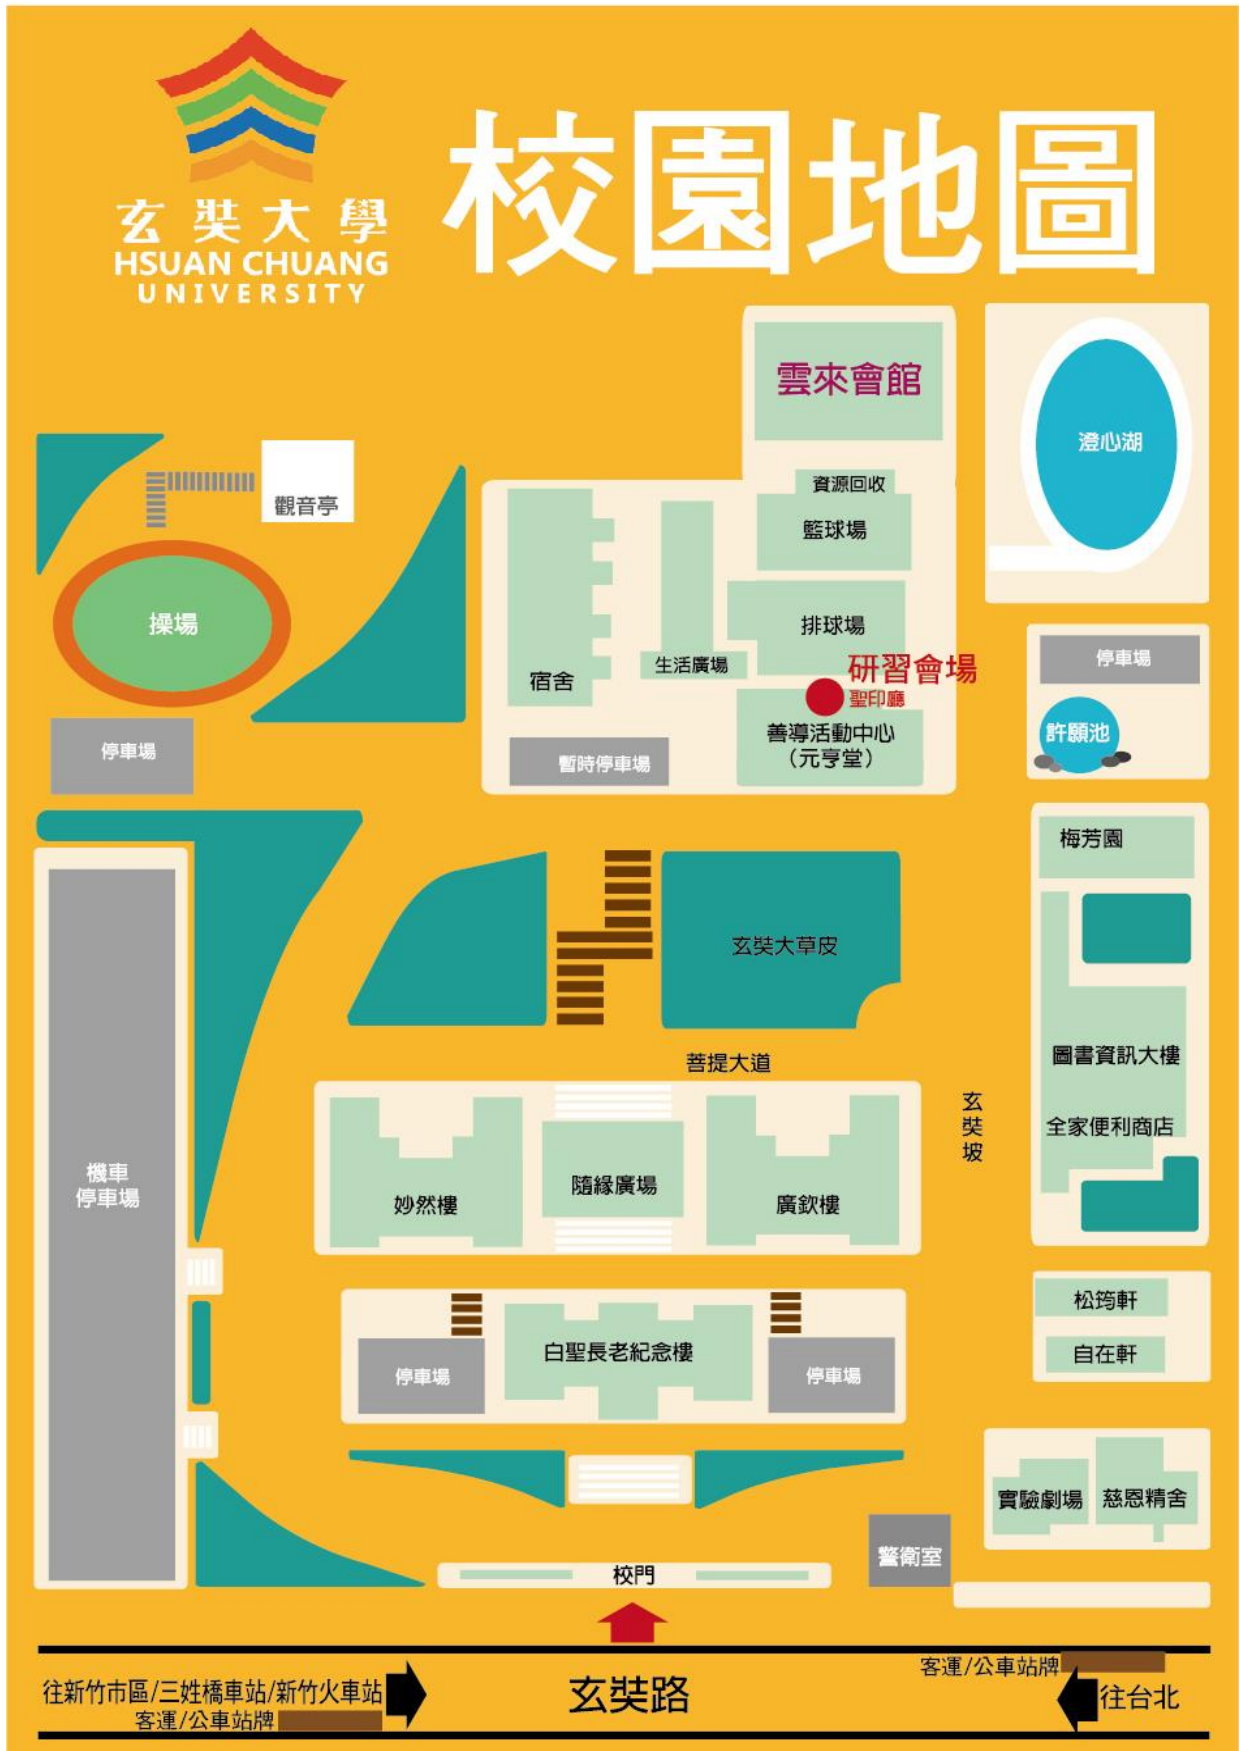 校園地圖
玄奘大學
HSUAN CHUANG
UNIVERSITY
雲來會館
澄心湖
資源回收
觀音亭
籃球場
操場
排球場
停車場
生活廣場
研習會場
宿舍
聖印廳
許願池
善導活動中心
(元亨堂)
停車場
暫時停車場
梅芳園
玄奘大草皮
圖書資訊大樓
菩提大道
玄奘坡
全家便利商店
機車
停車場
隨緣廣場
妙然樓
廣欽樓
松筠軒
白聖長老紀念樓
自在軒
停車場
停車場
實驗劇場
慈恩精舍
警衛室
校門
客運/公車站牌
往新竹市區/三姓橋車站/新竹火車站
玄奘路
往台北
客運/公車站牌